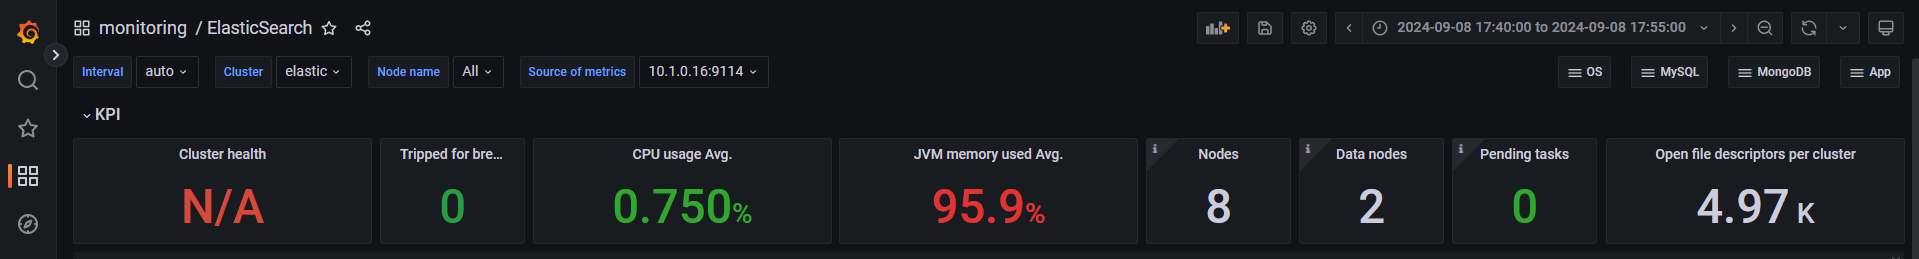 monitoring / ElasticSearch
2024-09-08 17:40:00 to 2024-09-08 17:55:00
Interval auto Cluster elastic Node name All Source of metrics 10.1.0.16:9114 OS MySQL MongoDB App
KPI
Cluster health Tripped for bre... CPU usage Avg. JVM memory used Avg. Nodes Data nodes Pending tasks Open file descriptors per cluster
N/A 0 0.750% 95.9% 8 2 0 4.97 K